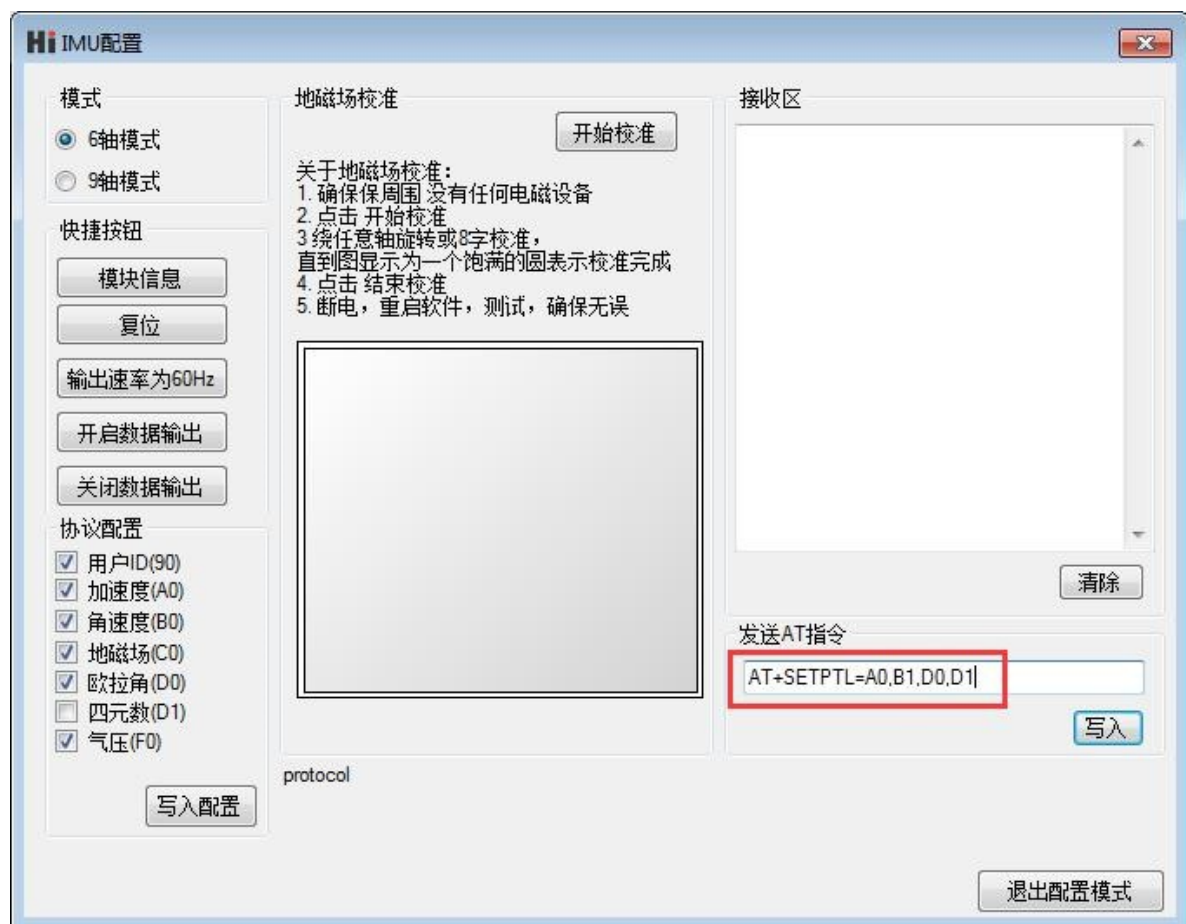 Hi IMU配置
模式
6轴模式
9轴模式
快捷按钮
模块信息
复位
输出速率为60Hz
开启数据输出
关闭数据输出
协议配置
用户ID(90)
加速度(A0)
角速度(B0)
地磁场(C0)
欧拉角(D0)
四元数(D1)
气压(F0)
写入配置
地磁场校准
开始校准
关于地磁场校准:
1. 确保保周围 没有任何电磁设备
2. 点击 开始校准
3 绕任意轴旋转或8字校准，
直到图显示为一个饱满的圆表示校准完成
4. 点击 结束校准
5. 断电，重启软件，测试，确保无误
protocol
接收区
清除
发送AT指令
AT+SETPTL=A0,B1,D0,D1
写入
退出配置模式